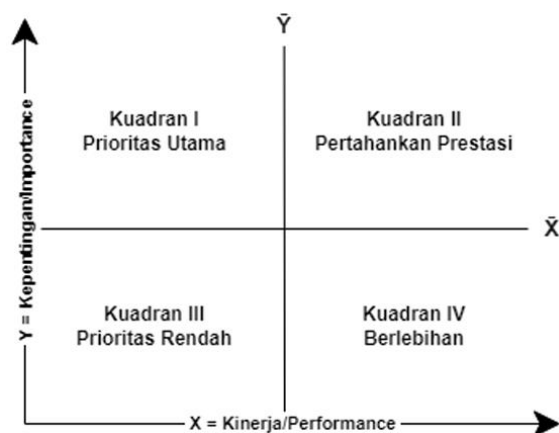 Ȳ
Kuadran I
Prioritas Utama
Kuadran II
Pertahankan Prestasi
Y = Kepentingan/Importance
X̄
Kuadran III
Prioritas Rendah
Kuadran IV
Berlebihan
X = Kinerja/Performance